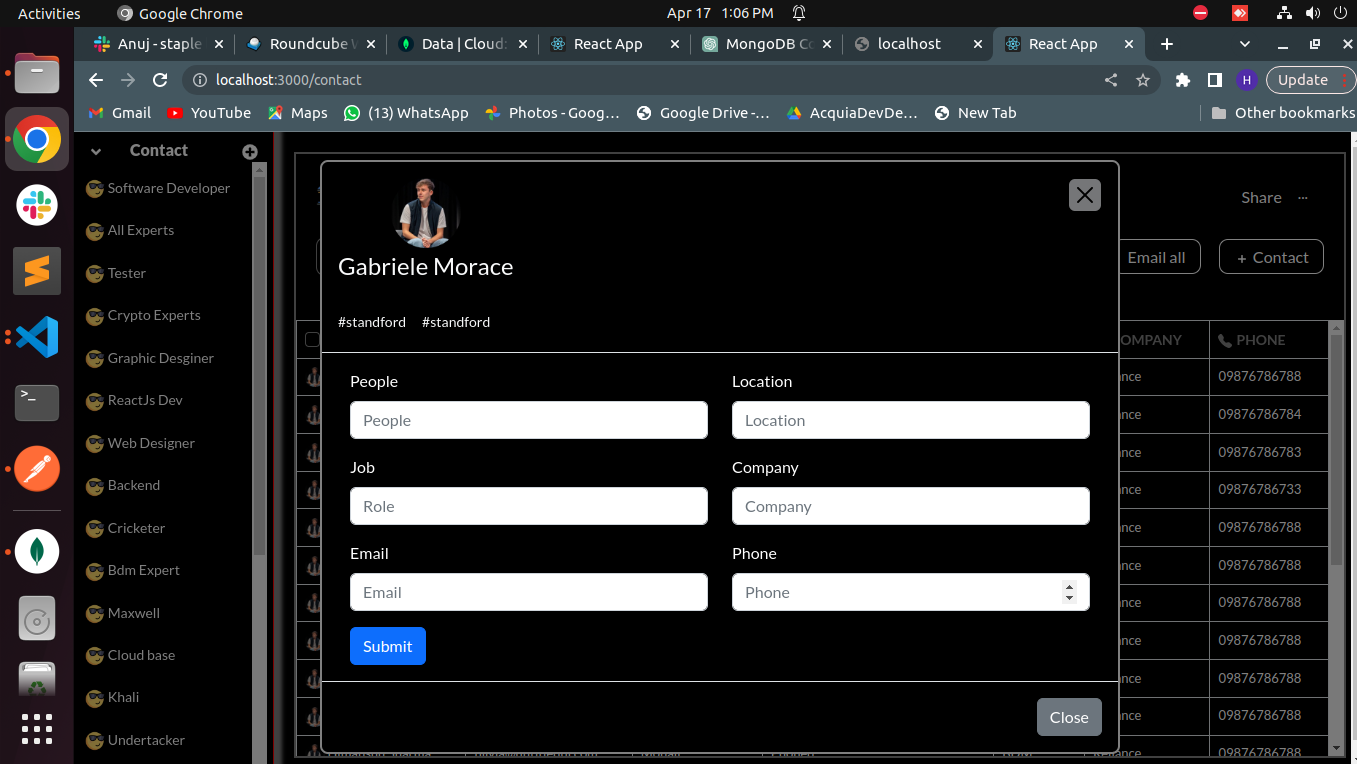 Activities Google Chrome Apr 17 1:06 PM
Anuj - staple Roundcube W Data | Cloud: React App MongoDB Co localhost React App
localhost:3000/contact H Update
Gmail YouTube Maps (13) WhatsApp Photos - Goog... Google Drive -... AcquiaDevDe... New Tab Other bookmarks
Contact
Software Developer
All Experts
Tester
Crypto Experts
Graphic Desginer
ReactJs Dev
Web Designer
Backend
Cricketer
Bdm Expert
Maxwell
Cloud base
Khali
Undertacker
Share ...
Email all + Contact
Gabriele Morace
#standford #standford
People Location
People Location
Job Company
Role Company
Email Phone
Email Phone
Submit
Close
OMPANY PHONE
nce 09876786788
nce 09876786784
nce 09876786783
nce 09876786733
nce 09876786788
nce 09876786788
nce 09876786788
nce 09876786788
nce 09876786788
nce 09876786788
Reliance 09876786788